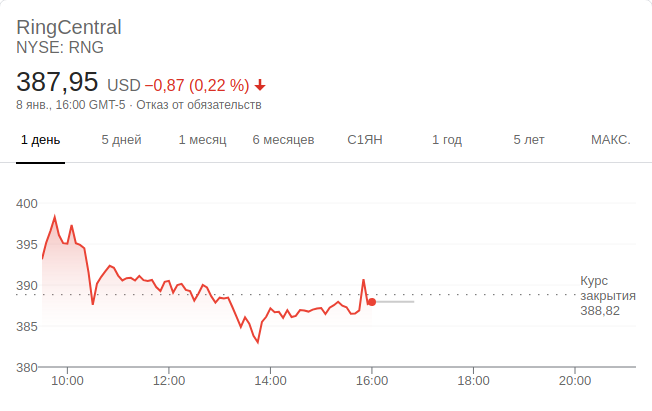 RingCentral
NYSE: RNG
387,95 USD −0,87 (0,22 %)
8 янв., 16:00 GMT-5 · Отказ от обязательств
1 день 5 дней 1 месяц 6 месяцев С1ЯН 1 год 5 лет МАКС.
400
395
390
385
380
Курс
закрытия
388,82
10:00 12:00 14:00 16:00 18:00 20:00